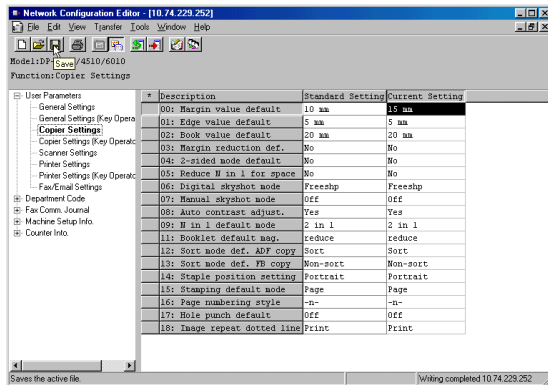 Network Configuration Editor - [10.74.229.252]
File Edit View Transfer Tools Window Help
Model:DP- /4510/6010
Save
Function:Copier Settings
User Parameters
General Settings
General Settings (Key Opera
Copier Settings
Copier Settings (Key Operato
Scanner Settings
Printer Settings
Printer Settings (Key Operato
Fax/Email Settings
Department Code
Fax Comm. Journal
Machine Setup Info.
Counter Info.
* Description Standard Setting Current Setting
00: Margin value default 10 mm 15 mm
01: Edge value default 5 mm 5 mm
02: Book value default 20 mm 20 mm
03: Margin reduction def. No No
04: 2-sided mode default No No
05: Reduce N in 1 for space No No
06: Digital skyshot mode Freeshp Freeshp
07: Manual skyshot mode Off Off
08: Auto contrast adjust. Yes Yes
09: N in 1 default mode 2 in 1 2 in 1
11: Booklet default mag. reduce reduce
12: Sort mode def. ADF copy Sort Sort
13: Sort mode def. FB copy Non-sort Non-sort
14: Staple position setting Portrait Portrait
15: Stamping default mode Page Page
16: Page numbering style -n- -n-
17: Hole punch default Off Off
18: Image repeat dotted line Print Print
Saves the active file. Writing completed 10.74.229.252